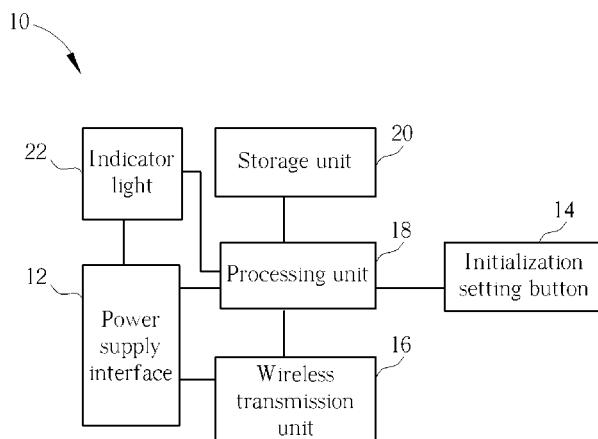 10
22
Indicator
light
20
Storage unit
12
Power
supply
interface
18
Processing unit
14
Initialization
setting button
16
Wireless
transmission
unit